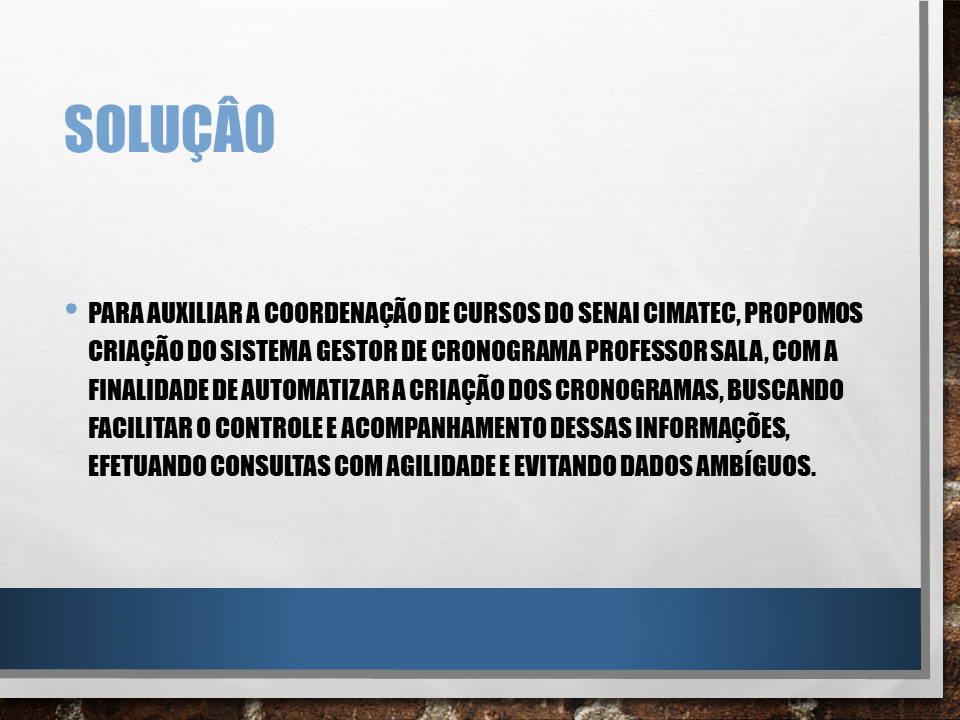 SOLUÇÂO
• PARA AUXILIAR A COORDENAÇÃO DE CURSOS DO SENAI CIMATEC, PROPOMOS
CRIAÇÃO DO SISTEMA GESTOR DE CRONOGRAMA PROFESSOR SALA, COM A
FINALIDADE DE AUTOMATIZAR A CRIAÇÃO DOS CRONOGRAMAS, BUSCANDO
FACILITAR O CONTROLE E ACOMPANHAMENTO DESSAS INFORMAÇÕES,
EFETUANDO CONSULTAS COM AGILIDADE E EVITANDO DADOS AMBÍGUOS.